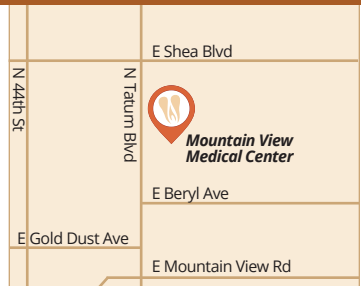 E Shea Blvd
N 44th St
N Tatum Blvd
Mountain View
Medical Center
E Beryl Ave
E Gold Dust Ave
E Mountain View Rd